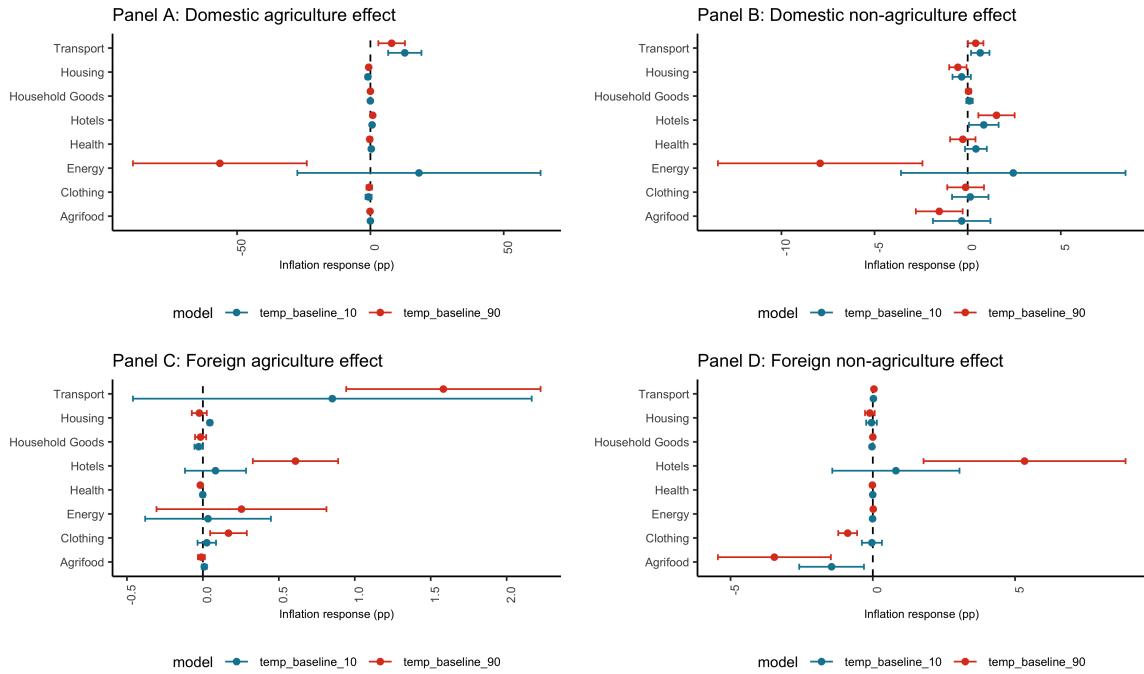 Panel A: Domestic agriculture effect
Transport
Housing
Household Goods
Hotels
Health
Energy
Clothing
Agrifood
-50
0
50
Inflation response (pp)
model temp_baseline_10 temp_baseline_90
Panel B: Domestic non-agriculture effect
Transport
Housing
Household Goods
Hotels
Health
Energy
Clothing
Agrifood
-10
-5
0
5
Inflation response (pp)
model temp_baseline_10 temp_baseline_90
Panel C: Foreign agriculture effect
Transport
Housing
Household Goods
Hotels
Health
Energy
Clothing
Agrifood
-0.5
0.0
0.5
1.0
1.5
2.0
Inflation response (pp)
model temp_baseline_10 temp_baseline_90
Panel D: Foreign non-agriculture effect
Transport
Housing
Household Goods
Hotels
Health
Energy
Clothing
Agrifood
-5
0
5
Inflation response (pp)
model temp_baseline_10 temp_baseline_90